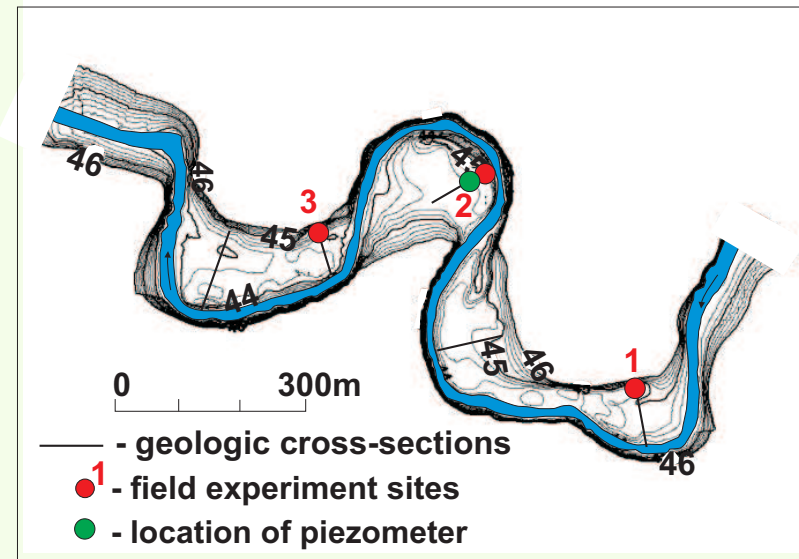 46
46
3
45
44
45
2
45
46
1
46
0 300m
- geologic cross-sections
1 - field experiment sites
- location of piezometer